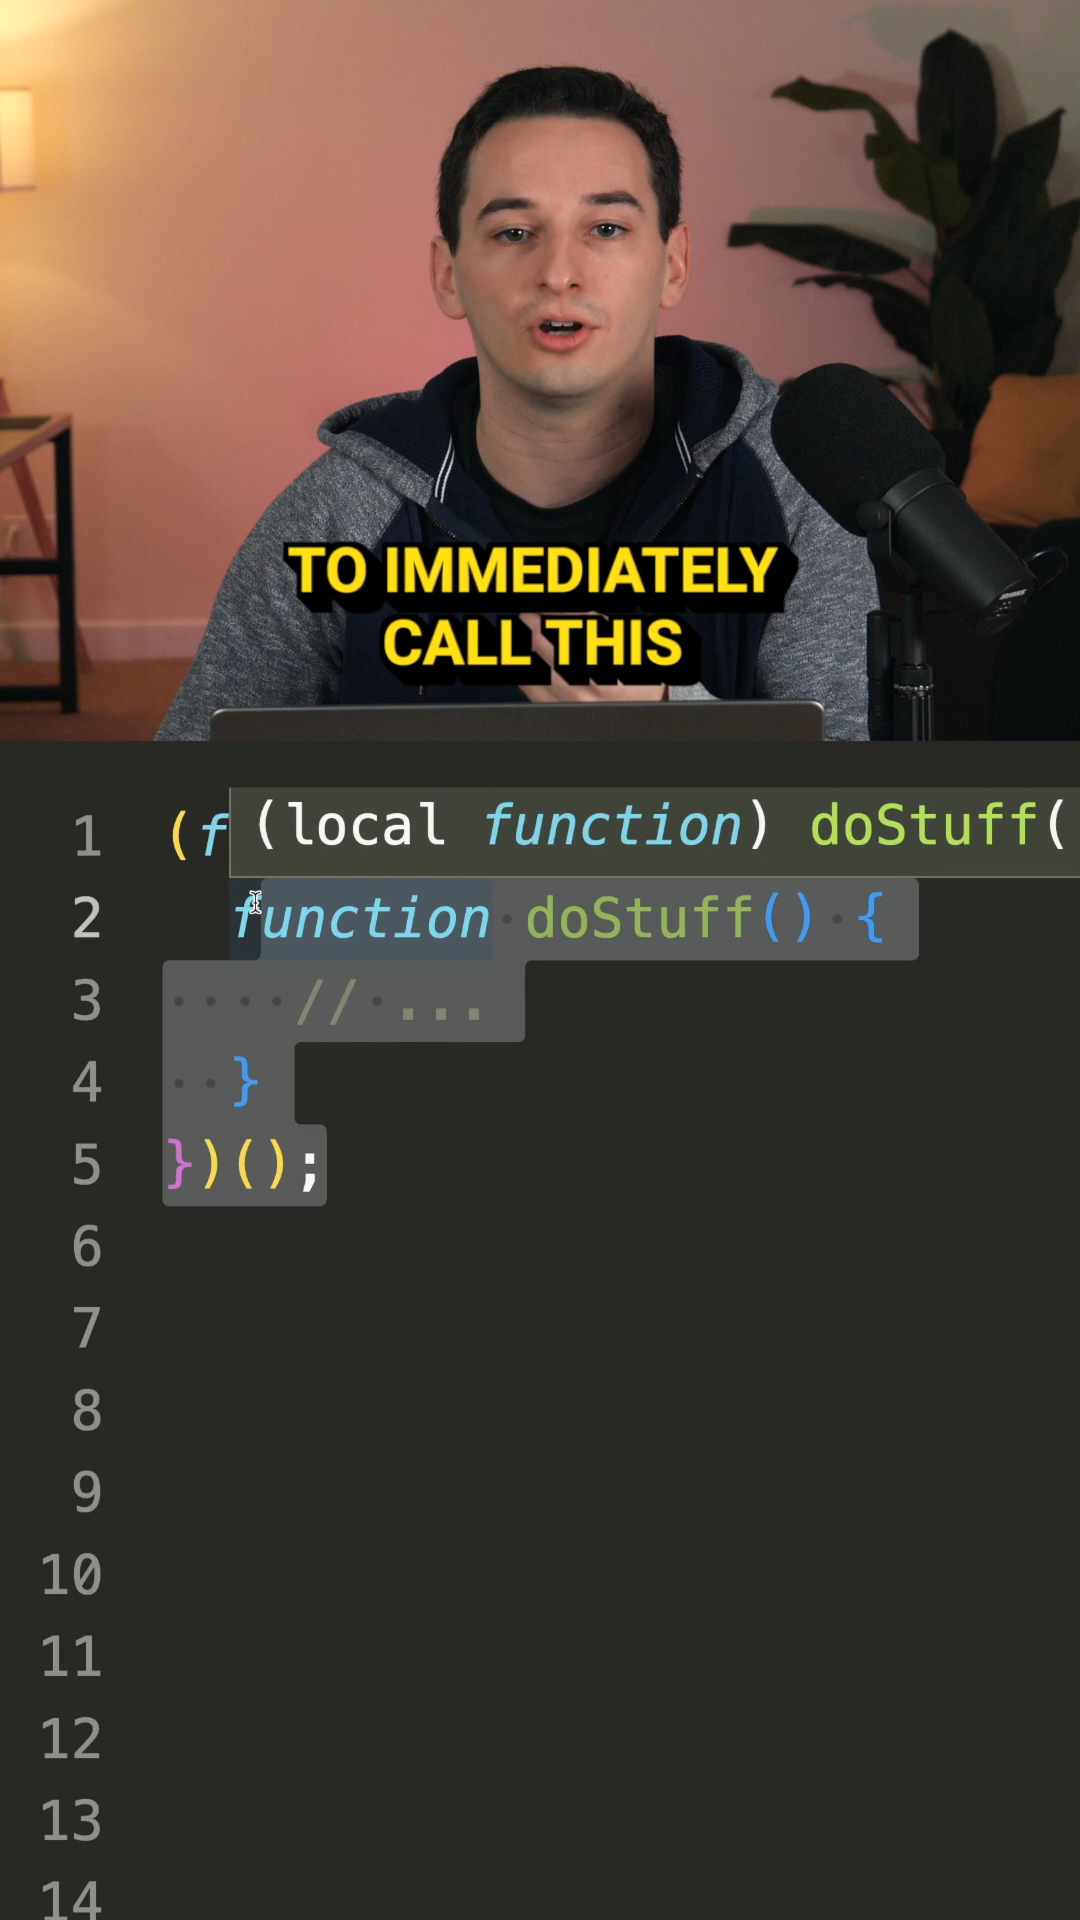 TO IMMEDIATELY
CALL THIS
1 (f
(local function) doStuff(
2 function doStuff() {
3 // ...
4 }
5 })();
6
7
8
9
10
11
12
13
14